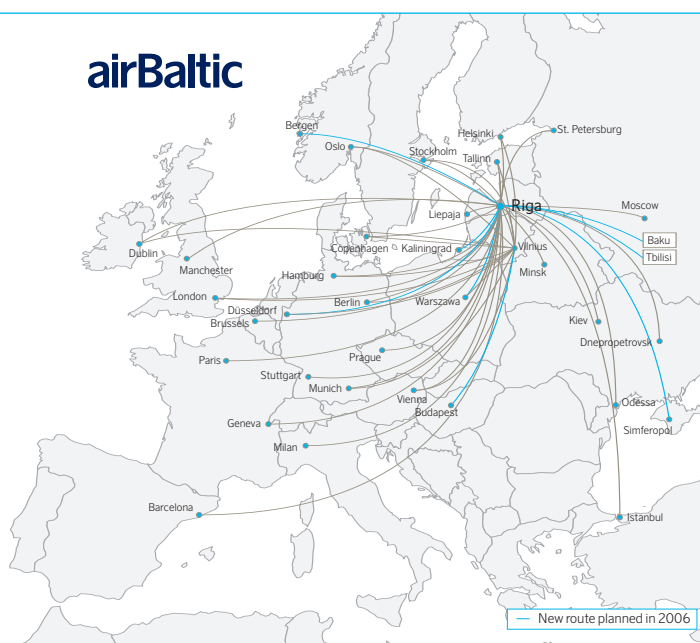 airBaltic
Bergen
Helsinki
St. Petersburg
Oslo
Stockholm
Tallinn
Riga
Moscow
Liepaja
Baku
Dublin
Copenhagen
Kaliningrad
Vilnius
Tbilisi
Manchester
Hamburg
Minsk
London
Berlin
Warszawa
Düsseldorf
Brussels
Kiev
Dnepropetrovsk
Paris
Prague
Stuttgart
Munich
Vienna
Budapest
Odessa
Geneva
Simferopol
Milan
Barcelona
Istanbul
New route planned in 2006